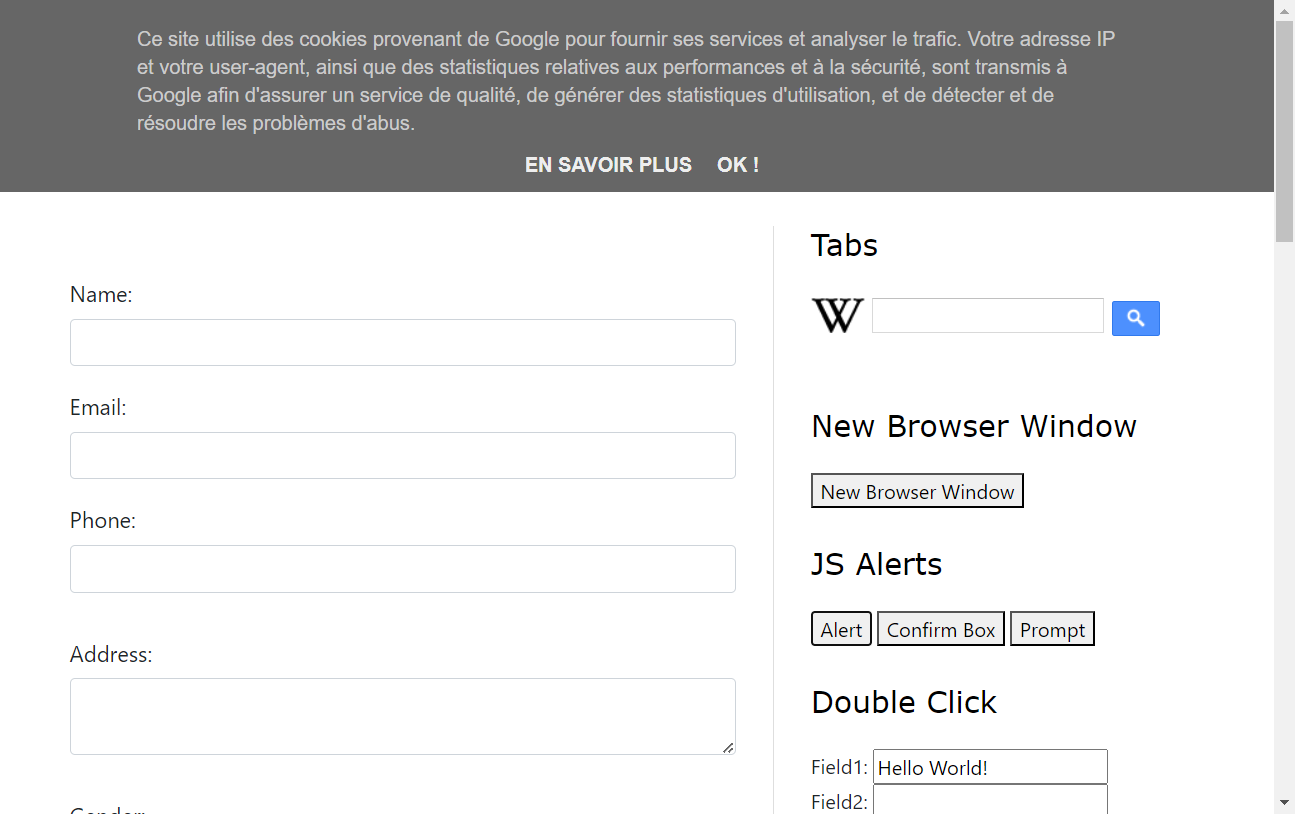 Ce site utilise des cookies provenant de Google pour fournir ses services et analyser le trafic. Votre adresse IP
et votre user-agent, ainsi que des statistiques relatives aux performances et à la sécurité, sont transmis à
Google afin d'assurer un service de qualité, de générer des statistiques d'utilisation, et de détecter et de
résoudre les problèmes d'abus.
EN SAVOIR PLUS OK !
Name:
Email:
Phone:
Address:
Gender:
Tabs
W
New Browser Window
New Browser Window
JS Alerts
Alert Confirm Box Prompt
Double Click
Field1: Hello World!
Field2: